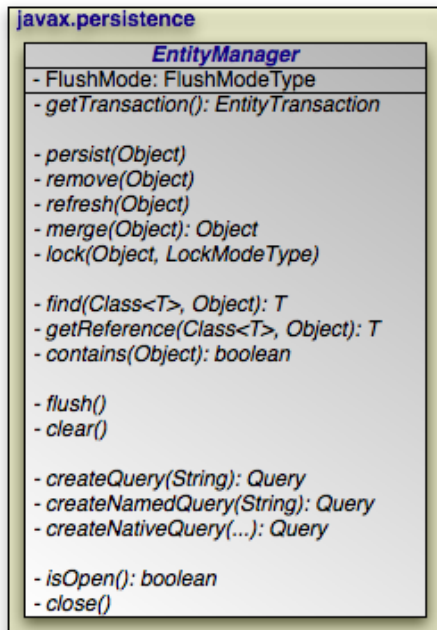 javax.persistence
EntityManager
- FlushMode: FlushModeType
- getTransaction(): EntityTransaction
- persist(Object)
- remove(Object)
- refresh(Object)
- merge(Object): Object
- lock(Object, LockModeType)
- find(Class<T>, Object): T
- getReference(Class<T>, Object): T
- contains(Object): boolean
- flush()
- clear()
- createQuery(String): Query
- createNamedQuery(String): Query
- createNativeQuery(...): Query
- isOpen(): boolean
- close()